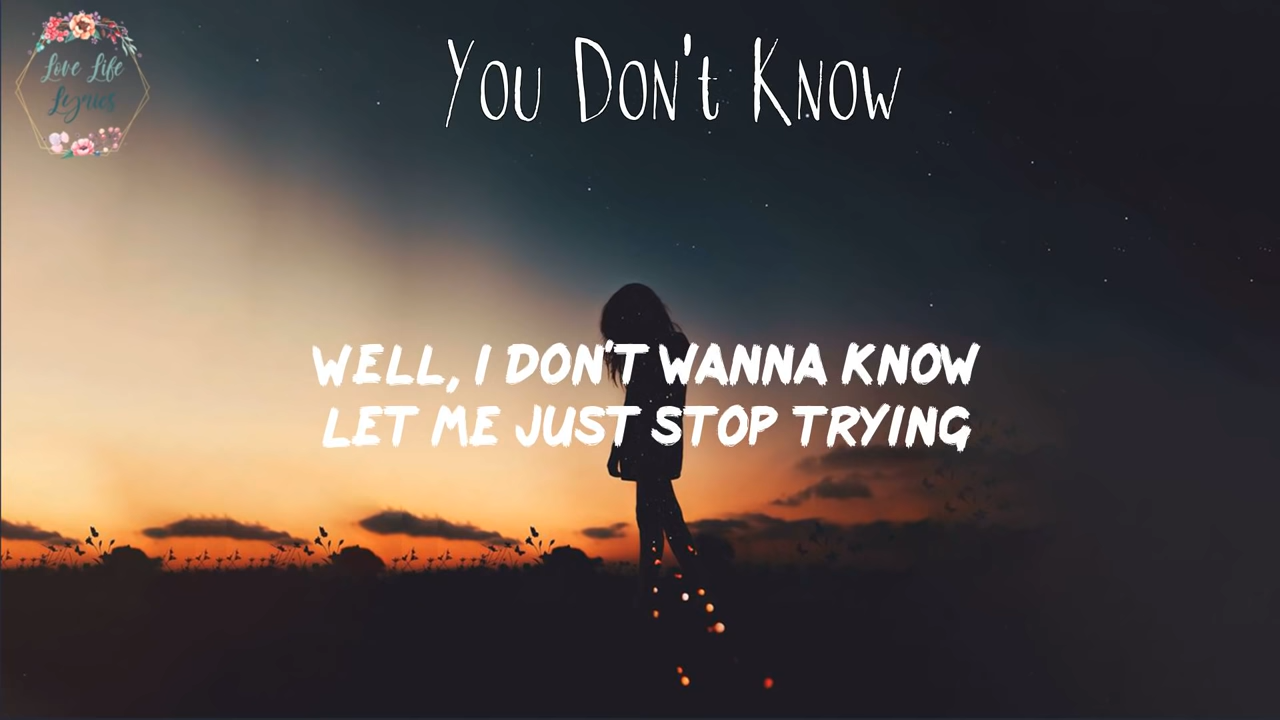 Love Life
Lyrics
You Don't Know
WELL, I DON'T WANNA KNOW
LET ME JUST STOP TRYING